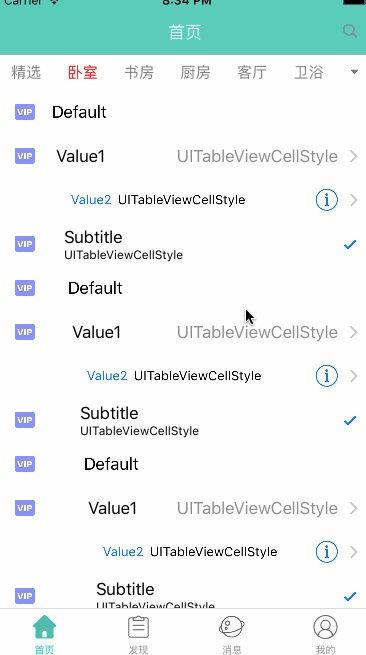 Carrier 8:34 PM
首页
精选 卧室 书房 厨房 客厅 卫浴
VIP Default
VIP Value1 UITableViewCellStyle
Value2 UITableViewCellStyle
VIP Subtitle
UITableViewCellStyle
VIP Default
VIP Value1 UITableViewCellStyle
Value2 UITableViewCellStyle
VIP Subtitle
UITableViewCellStyle
VIP Default
VIP Value1 UITableViewCellStyle
Value2 UITableViewCellStyle
VIP Subtitle
UITableViewCellStyle
首页 发现 消息 我的